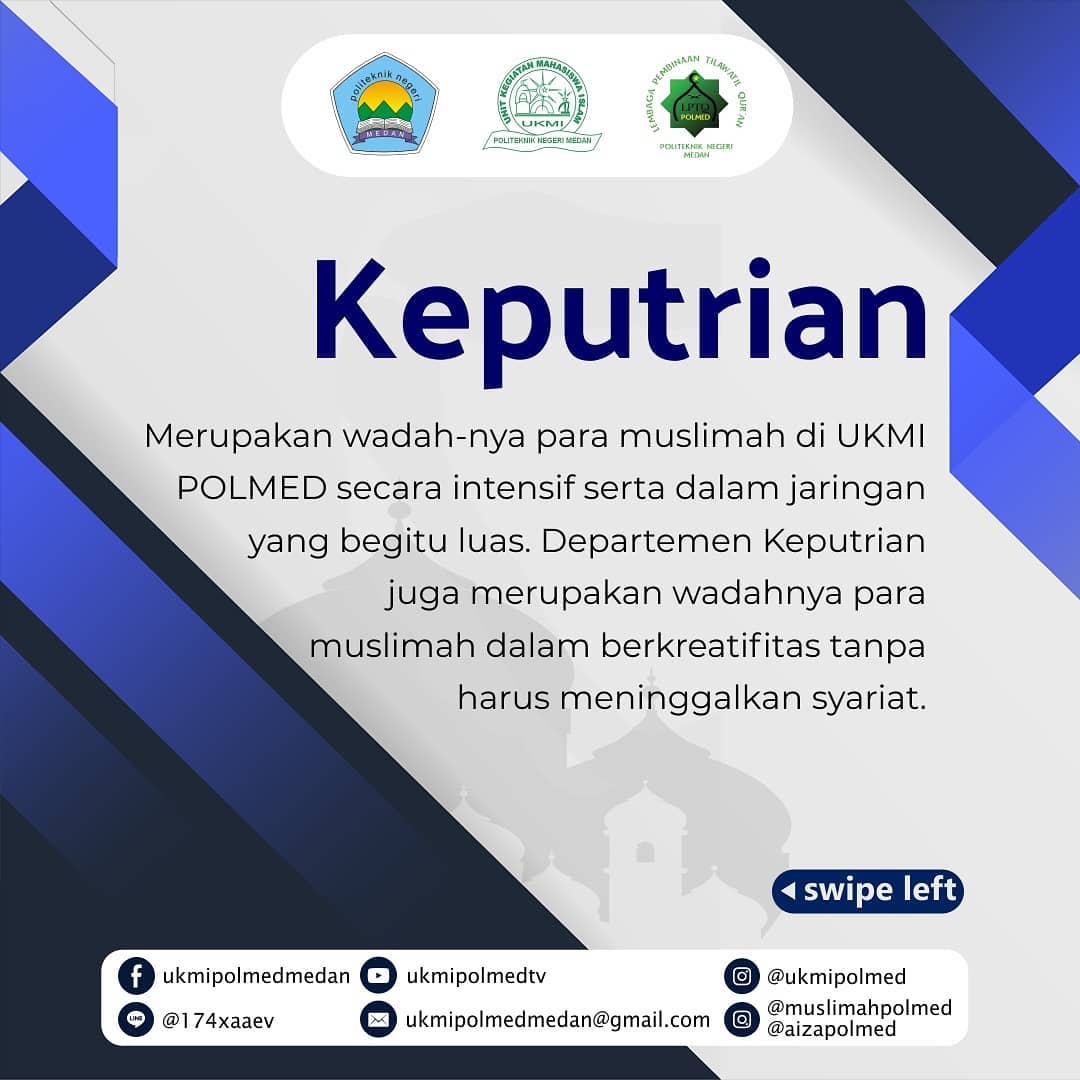 politeknik negeri
MEDAN
UNIT KEGIATAN MAHASISWA ISLAM
UKMI
POLITEKNIK NEGERI MEDAN
LEMBAGA PEMBINAAN TILAWATIL QUR'AN
LPTQ
POLMED
POLITEKNIK NEGERI
MEDAN
Keputrian
Merupakan wadah-nya para muslimah di UKMI
POLMED secara intensif serta dalam jaringan
yang begitu luas. Departemen Keputrian
juga merupakan wadahnya para
muslimah dalam berkreatifitas tanpa
harus meninggalkan syariat.
swipe left
ukmipolmedmedan
ukmipolmedtv
@ukmipolmed
LINE
@174xaaev
ukmipolmedmedan@gmail.com
@muslimahpolmed
@aizapolmed